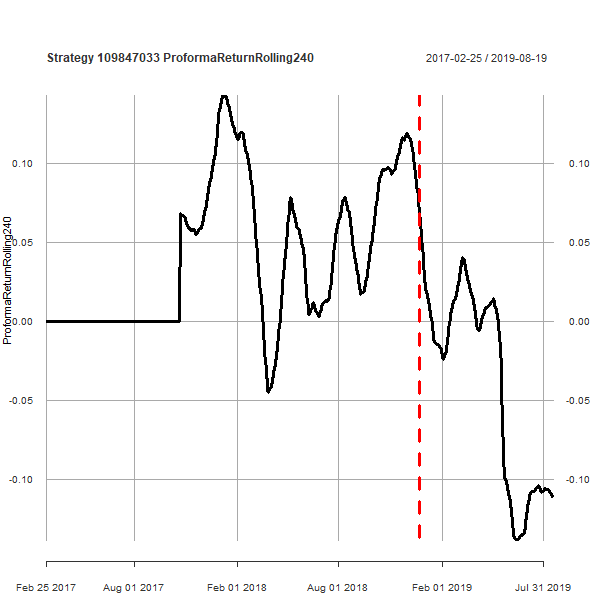 Strategy 109847033 ProformaReturnRolling240
2017-02-25 / 2019-08-19
ProformaReturnRolling240
0.10 0.10
0.05 0.05
0.00 0.00
-0.05 -0.05
-0.10 -0.10
Feb 25 2017 Aug 01 2017 Feb 01 2018 Aug 01 2018 Feb 01 2019 Jul 31 2019